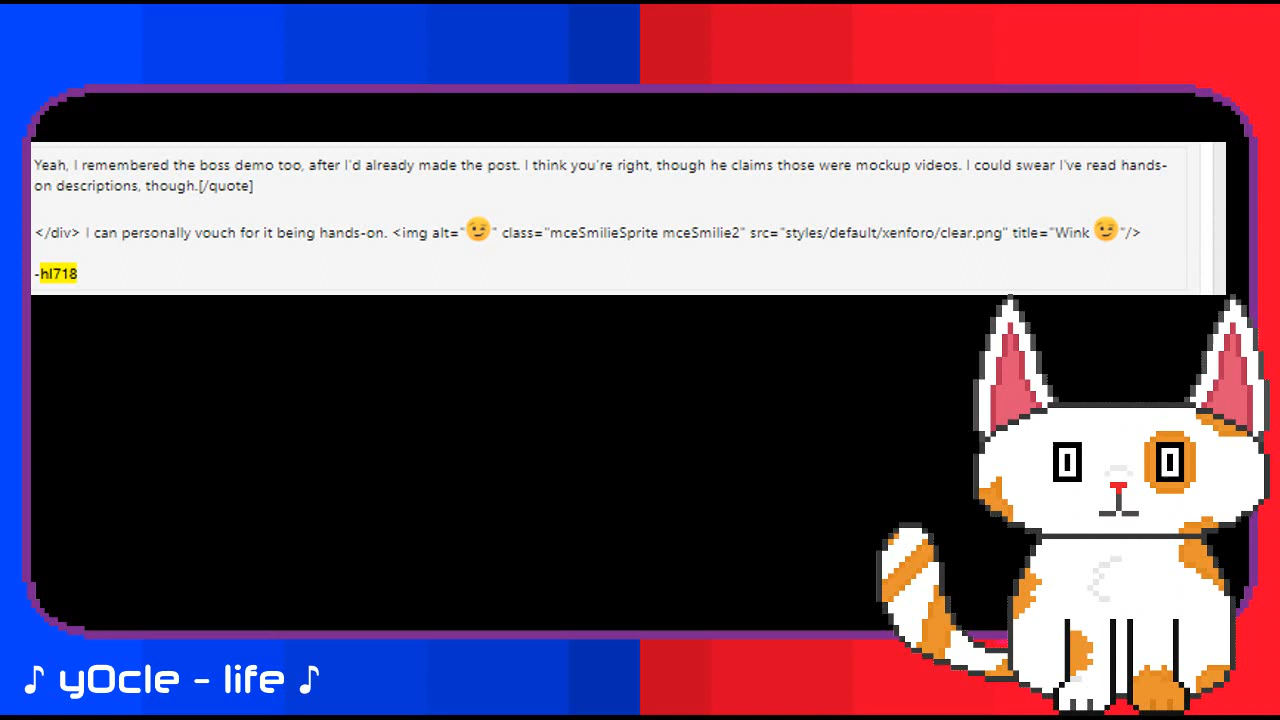 Yeah, I remembered the boss demo too, after I'd already made the post. I think you're right, though he claims those were mockup videos. I could swear I've read hands-
on descriptions, though.[/quote]
</div> I can personally vouch for it being hands-on. <img alt="😉" class="mceSmilieSprite mceSmilie2" src="styles/default/xenforo/clear.png" title="Wink 😉"/>
-hl718
♪ yOcle - life ♪